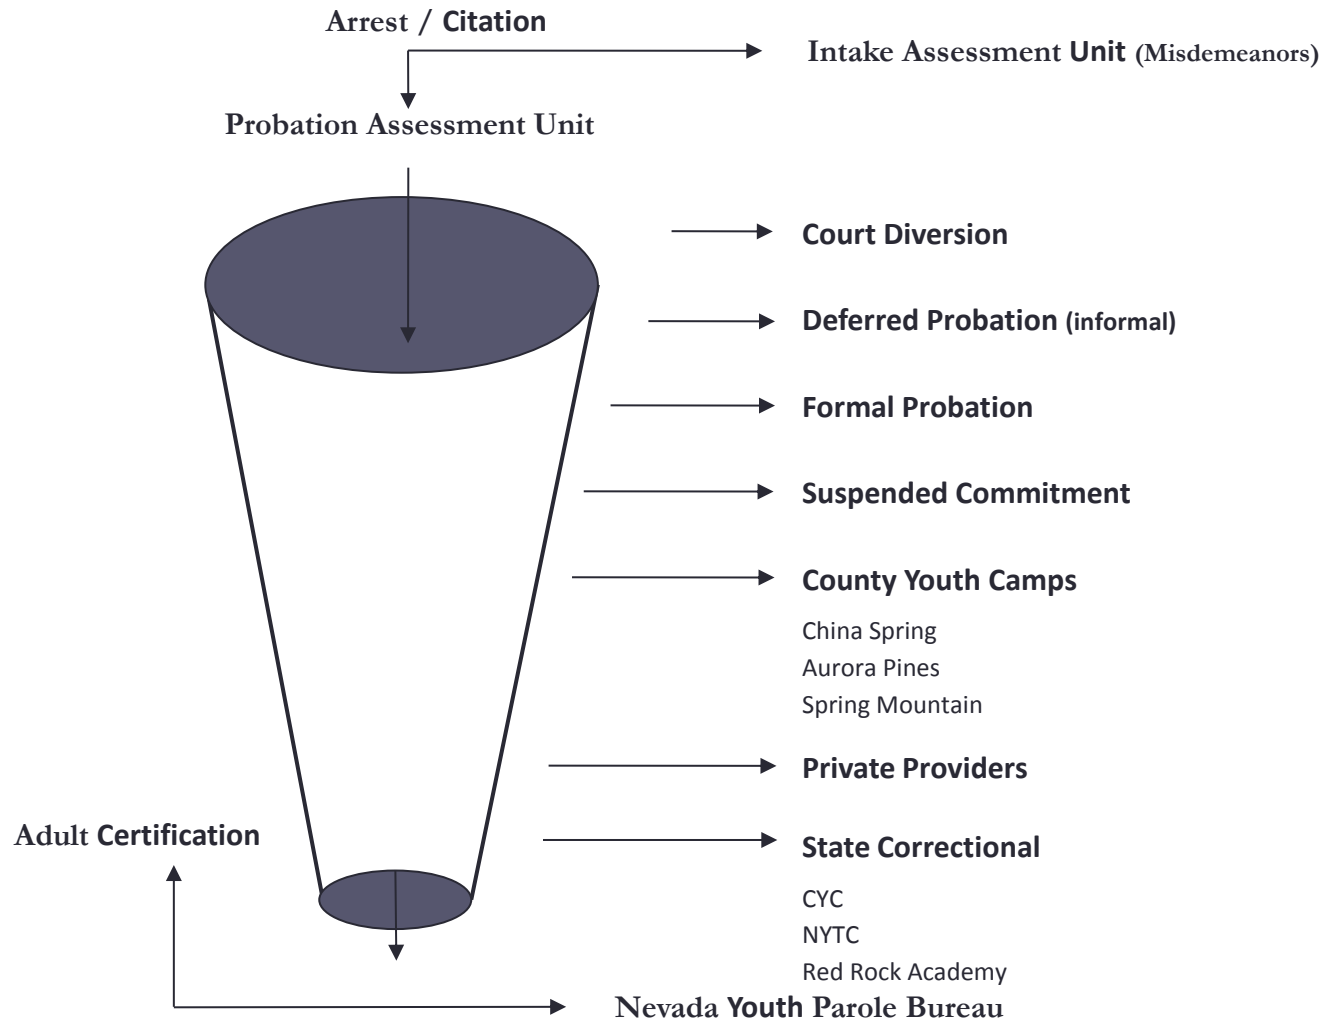 Arrest / Citation
Intake Assessment Unit (Misdemeanors)
Probation Assessment Unit
Court Diversion
Deferred Probation (informal)
Formal Probation
Suspended Commitment
County Youth Camps
China Spring
Aurora Pines
Spring Mountain
Private Providers
Adult Certification
State Correctional
CYC
NYTC
Red Rock Academy
Nevada Youth Parole Bureau